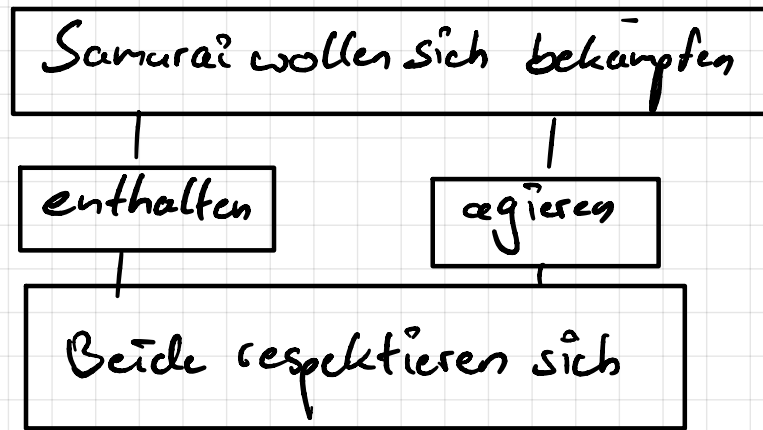 Samurai wollen sich bekämpfen
enthalten
agieren
Beide respektieren sich